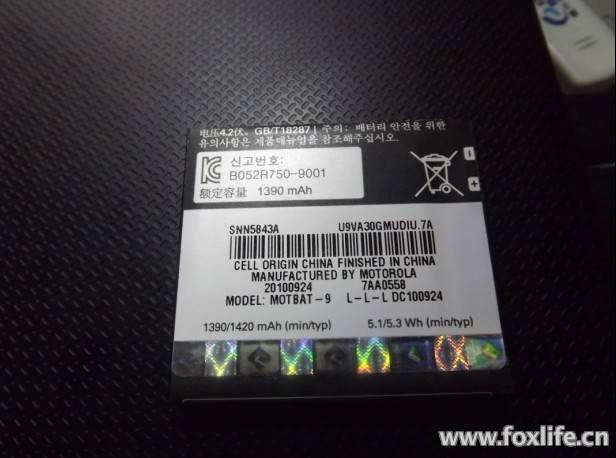 电压4.2伏。 GB/T18287 | 주의: 배터리 안전을 위한
유의사항은 제품매뉴얼을 참조해주십시오.
신고번호:
B052R750-9001
额定容量 1390 mAh
SNN5843A U9VA30GMUDIU.7A
CELL ORIGIN CHINA FINISHED IN CHINA
MANUFACTURED BY MOTOROLA
20100924 7AA0558
MODEL: MOTBAT-9 L-L-L DC100924
1390/1420 mAh (min/typ) 5.1/5.3 Wh (min/typ)
www.foxlife.cn